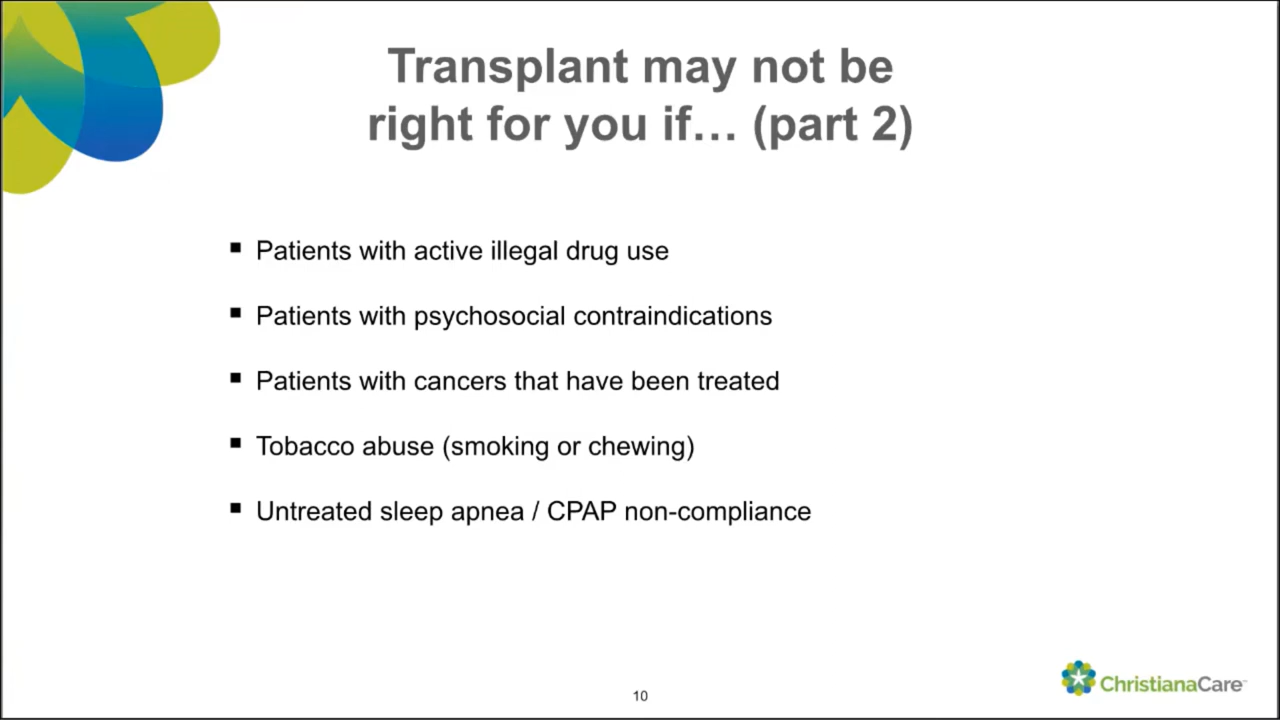 Transplant may not be
right for you if… (part 2)
▪ Patients with active illegal drug use
▪ Patients with psychosocial contraindications
▪ Patients with cancers that have been treated
▪ Tobacco abuse (smoking or chewing)
▪ Untreated sleep apnea / CPAP non-compliance
10
ChristianaCare™